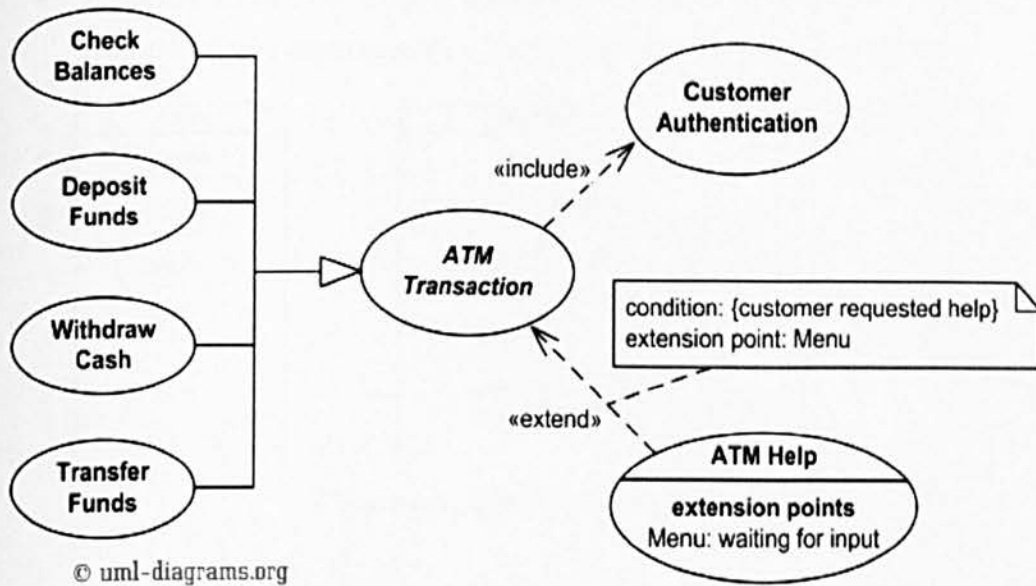 Check
Balances
Deposit
Funds
Withdraw
Cash
Transfer
Funds
ATM
Transaction
Customer
Authentication
«include»
condition: {customer requested help}
extension point: Menu
«extend»
ATM Help
extension points
Menu: waiting for input
© uml-diagrams.org